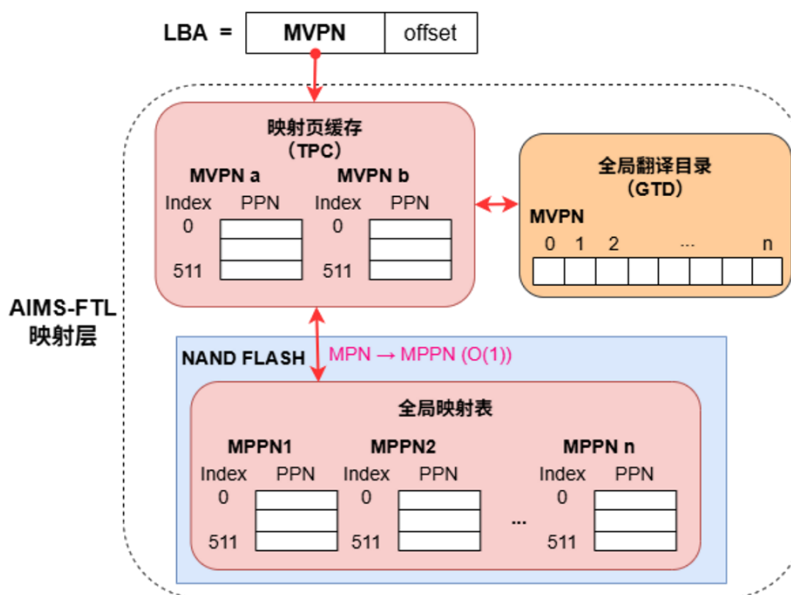 LBA = MVPN offset
映射页缓存
（TPC）
MVPN a MVPN b
Index PPN Index PPN
0 0
511 511
全局翻译目录
（GTD）
MVPN
0 1 2 ... n
AIMS-FTL
映射层
NAND FLASH MPN → MPPN (O(1))
全局映射表
MPPN1 MPPN2 MPPN n
Index PPN Index PPN Index PPN
0 0 0
...
511 511 511